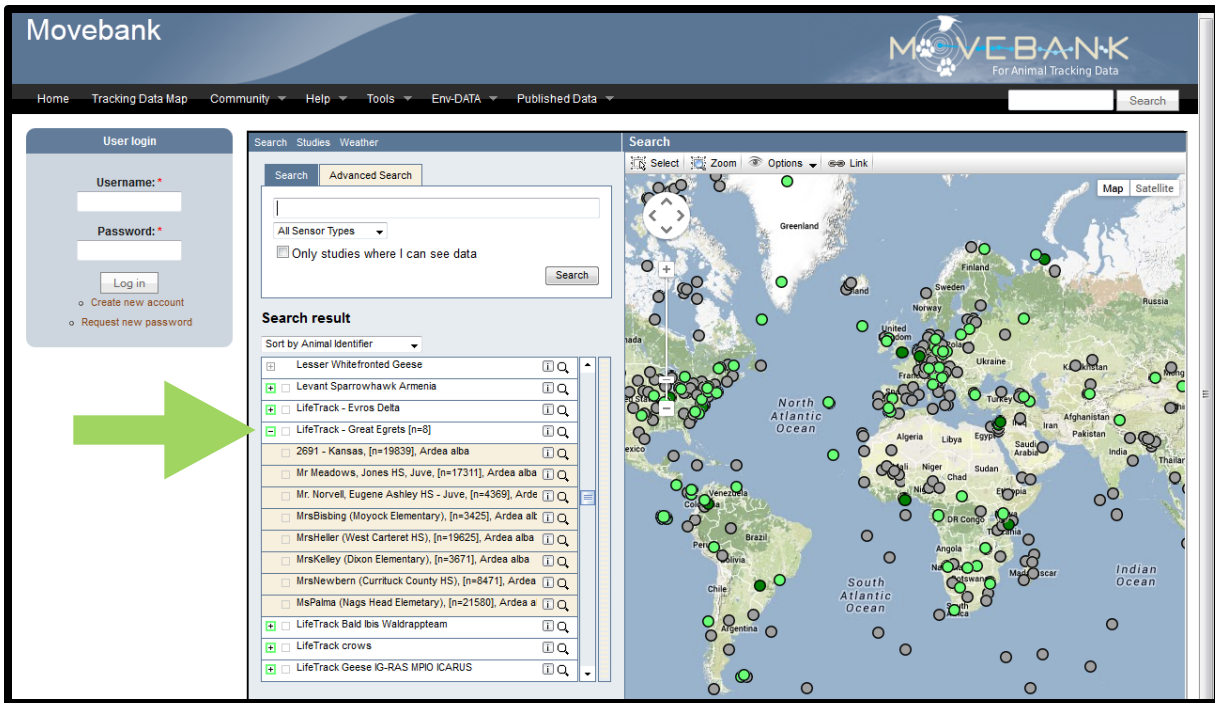 Movebank
MOVEBANK
For Animal Tracking Data
Home Tracking Data Map Community Help Tools Env-DATA Published Data Search
User login
Username: *
Password: *
Log in
Create new account
Request new password
Search Studies Weather
Search Advanced Search
All Sensor Types
Only studies where I can see data
Search
Search result
Sort by Animal Identifier
Lesser Whitefronted Geese
Levant Sparrowhawk Armenia
LifeTrack - Evros Delta
LifeTrack - Great Egrets [n=8]
2691 - Kansas, [n=19839], Ardea alba
Mr Meadows, Jones HS, Juve, [n=17311], Ardea alba
Mr. Norvell, Eugene Ashley HS - Juve, [n=4369], Arde
MrsBisbing (Moyock Elementary), [n=3425], Ardea alb
MrsHeller (West Carteret HS), [n=19625], Ardea alba
MrsKelley (Dixon Elementary), [n=3671], Ardea alba
MrsNewbern (Currituck County HS), [n=8471], Ardea
MsPalma (Nags Head Elemetary), [n=21580], Ardea a
LifeTrack Bald Ibis Waldrappteam
LifeTrack crows
LifeTrack Geese IG-RAS MPIO ICARUS
Search
Select Zoom Options Link
Map Satellite
Greenland
Finland
Sweden
Russia
Norway
United
Ukraine
Turkey
North
Atlantic
Ocean
Afghanistan
Iran
Pakistan
Algeria Libya
Saudi
Arabia
India
Niger
Sudan
Chad
Venezuela
DR Congo
Brazil
Angola
Chile
South
Atlantic
Ocean
Indian
Ocean
Argentina